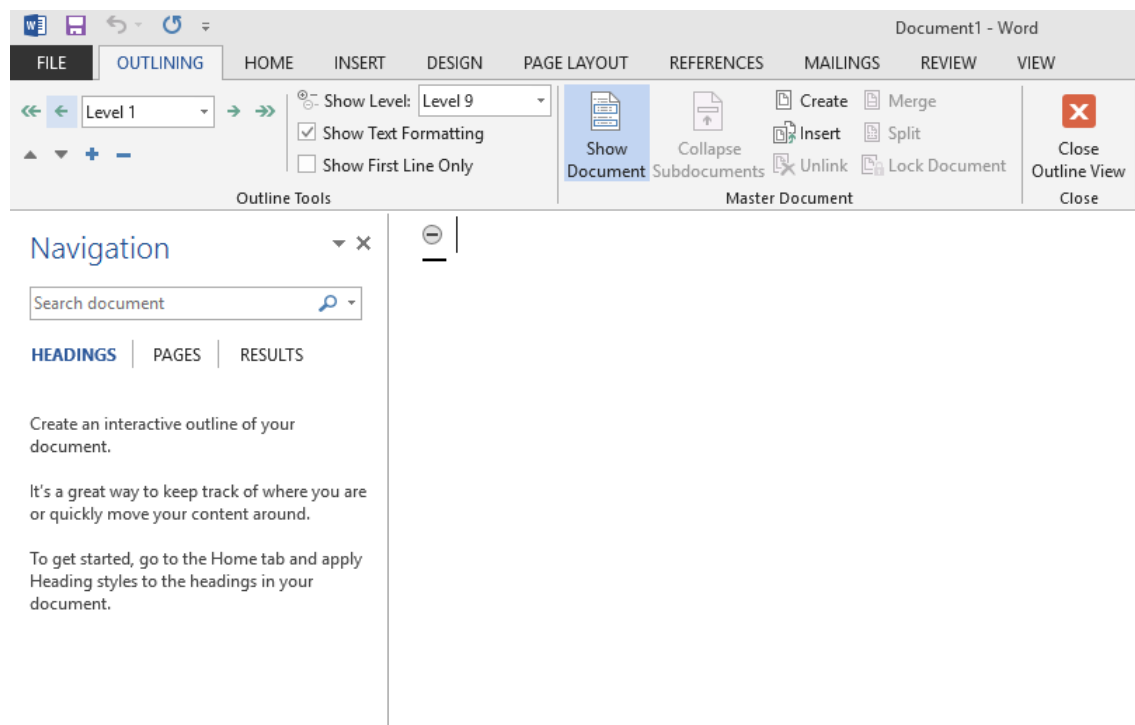 Document1 - Word
FILE OUTLINING HOME INSERT DESIGN PAGE LAYOUT REFERENCES MAILINGS REVIEW VIEW
Level 1
Show Level: Level 9
Show Text Formatting
Show First Line Only
Outline Tools
Show
Document
Collapse
Subdocuments
Create
Insert
Unlink
Merge
Split
Lock Document
Master Document
Close
Outline View
Close
Navigation
Search document
HEADINGS PAGES RESULTS
Create an interactive outline of your
document.
It's a great way to keep track of where you are
or quickly move your content around.
To get started, go to the Home tab and apply
Heading styles to the headings in your
document.